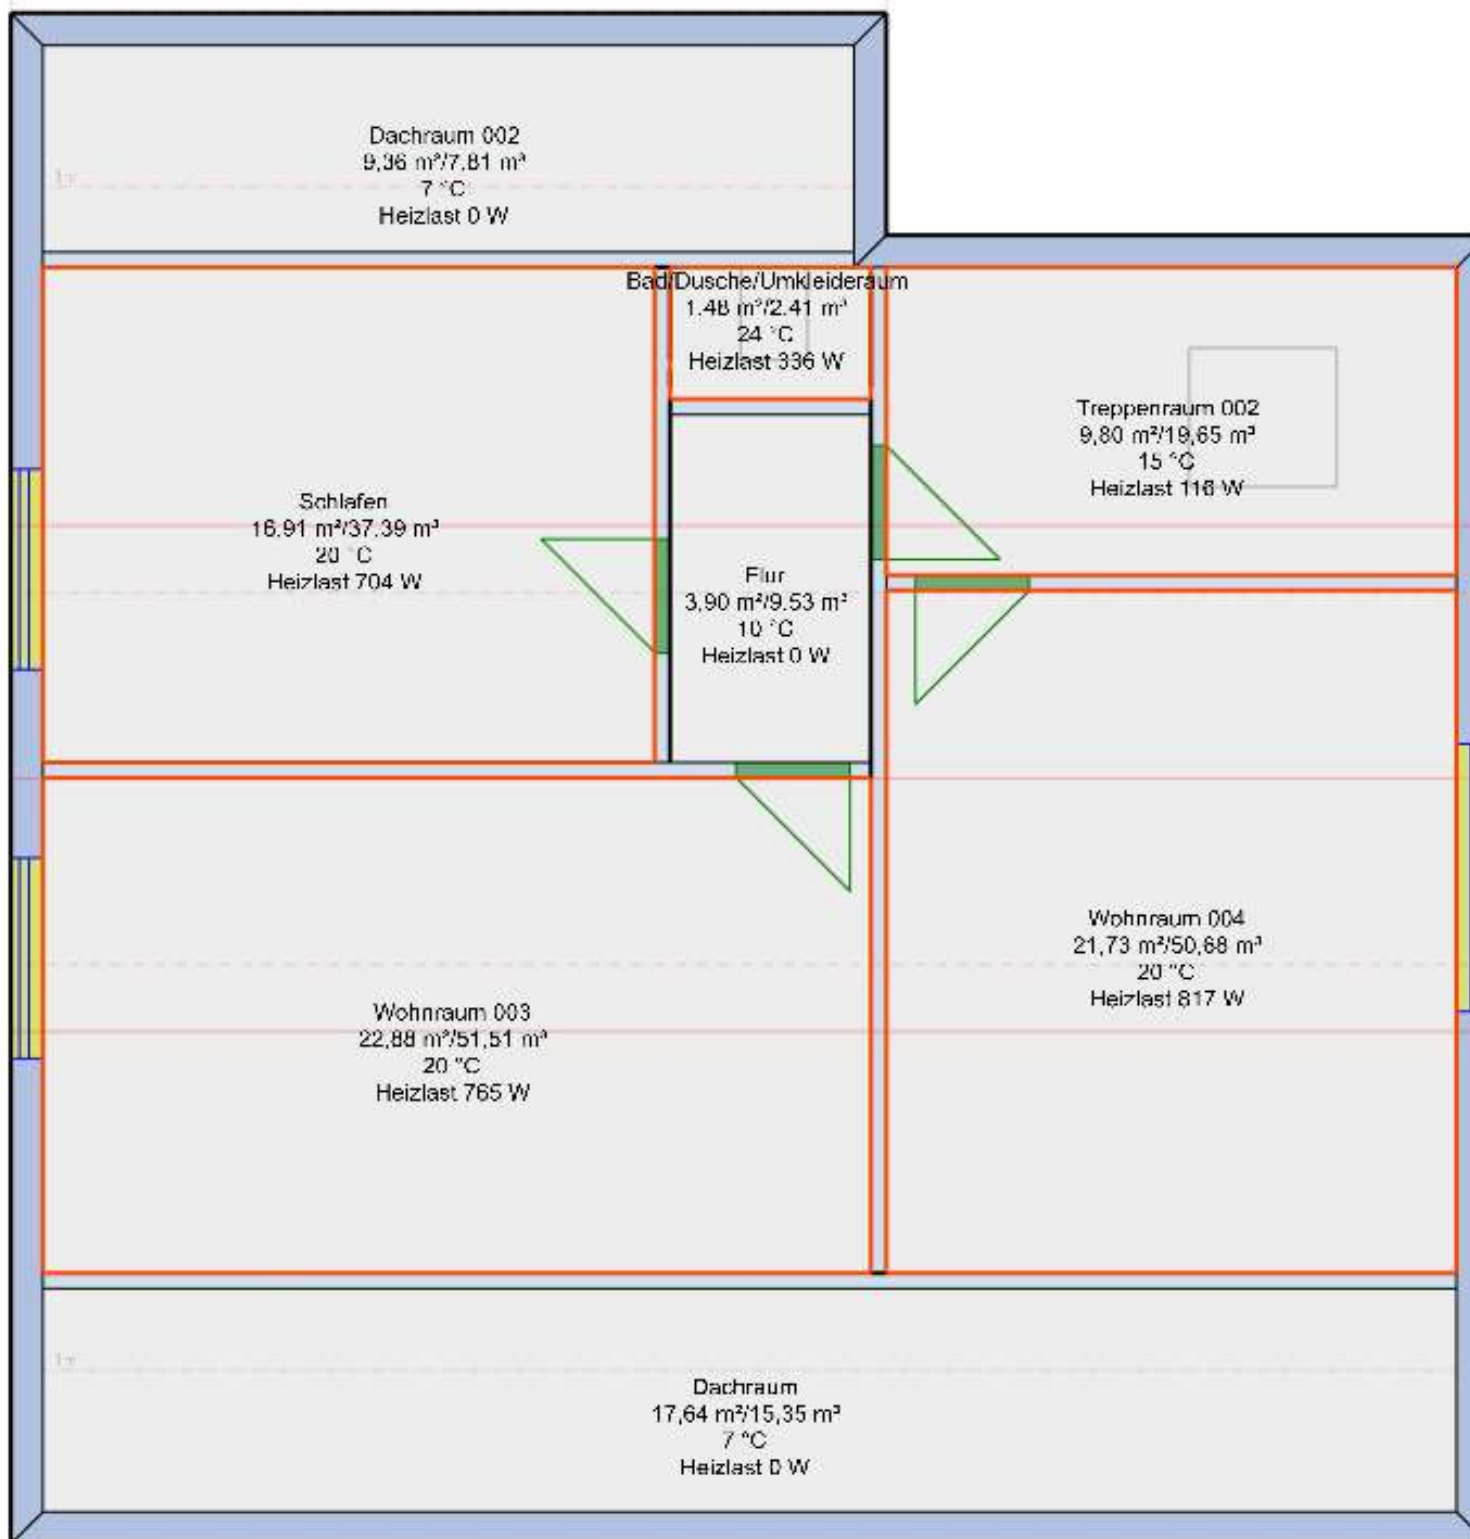 Dachraum 002
9,36 m²/7,81 m³
7 °C
Heizlast 0 W
Bad/Dusche/Umkleideraum
1.48 m²/2.41 m³
24 °C
Heizlast 336 W
Treppenraum 002
9,80 m²/19,65 m³
15 °C
Heizlast 116 W
Schlafen
16,91 m²/37,39 m³
20 °C
Heizlast 704 W
Flur
3,90 m²/9.53 m³
10 °C
Heizlast 0 W
Wohnraum 004
21,73 m²/50,68 m³
20 °C
Heizlast 817 W
Wohnraum 003
22,88 m²/51,51 m³
20 °C
Heizlast 765 W
Dachraum
17,64 m²/15,35 m³
7 °C
Heizlast 0 W